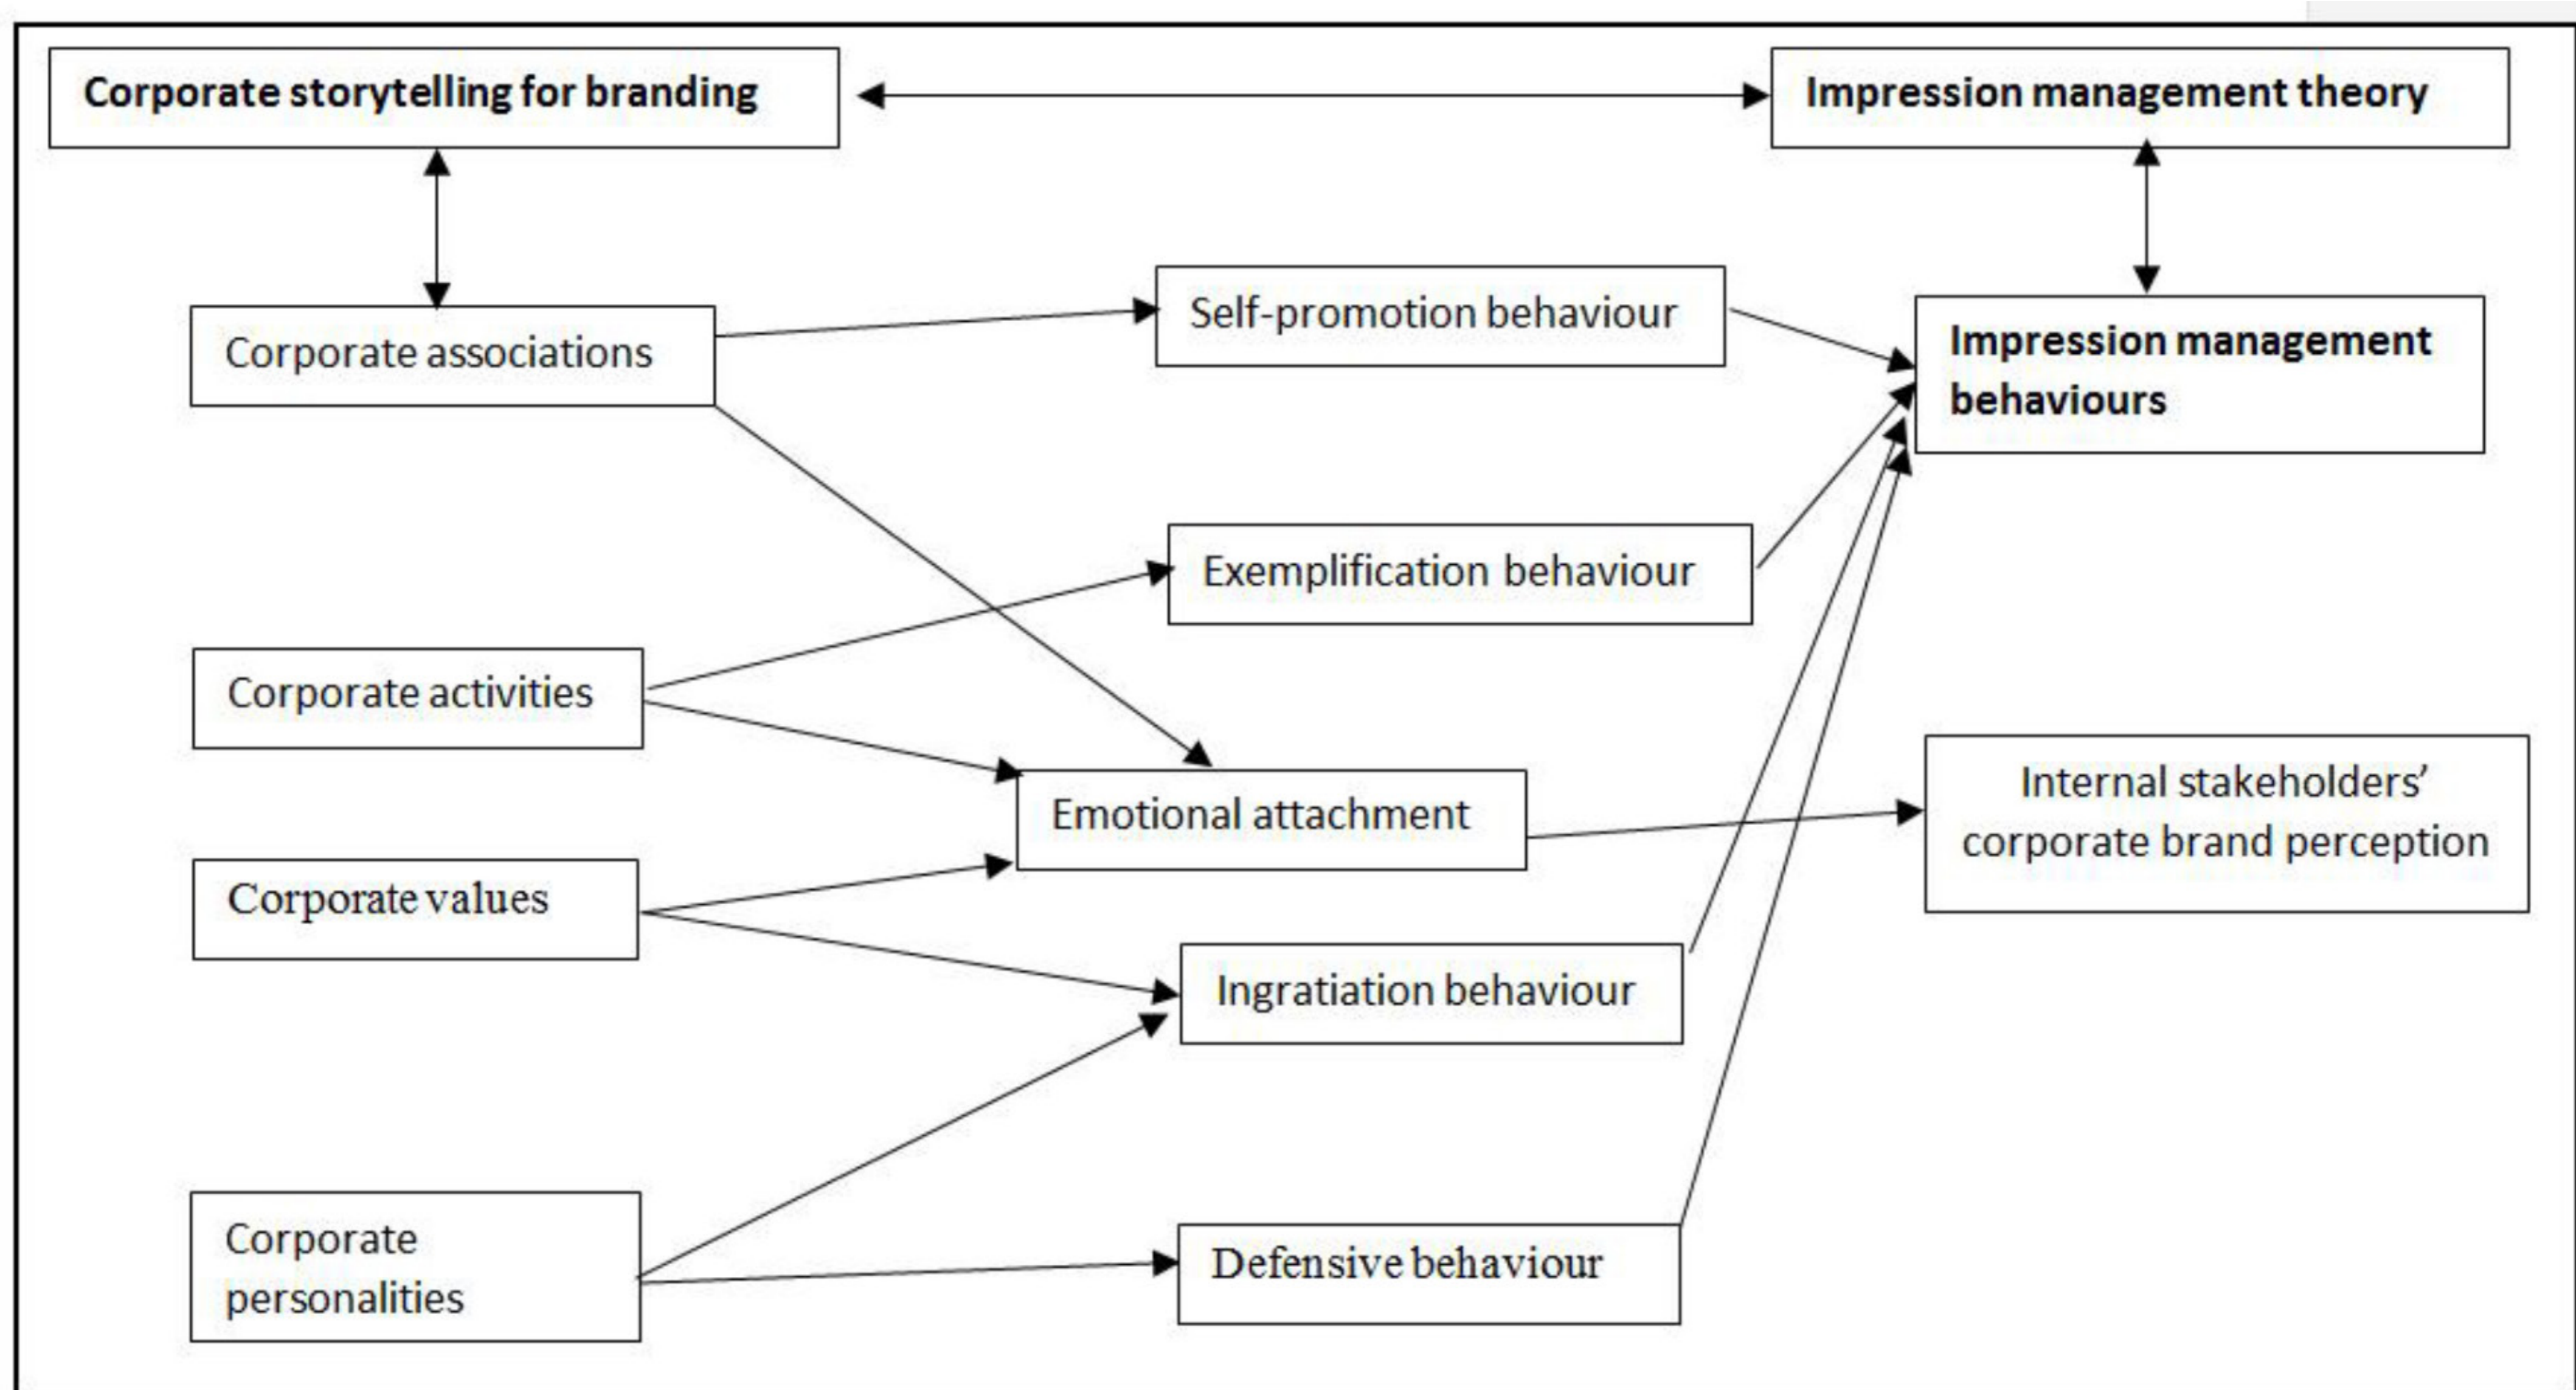 Corporate storytelling for branding
Impression management theory
Self-promotion behaviour
Impression management
behaviours
Corporate associations
Exemplification behaviour
Corporate activities
Emotional attachment
Internal stakeholders’
corporate brand perception
Corporate values
Ingratiation behaviour
Corporate
personalities
Defensive behaviour